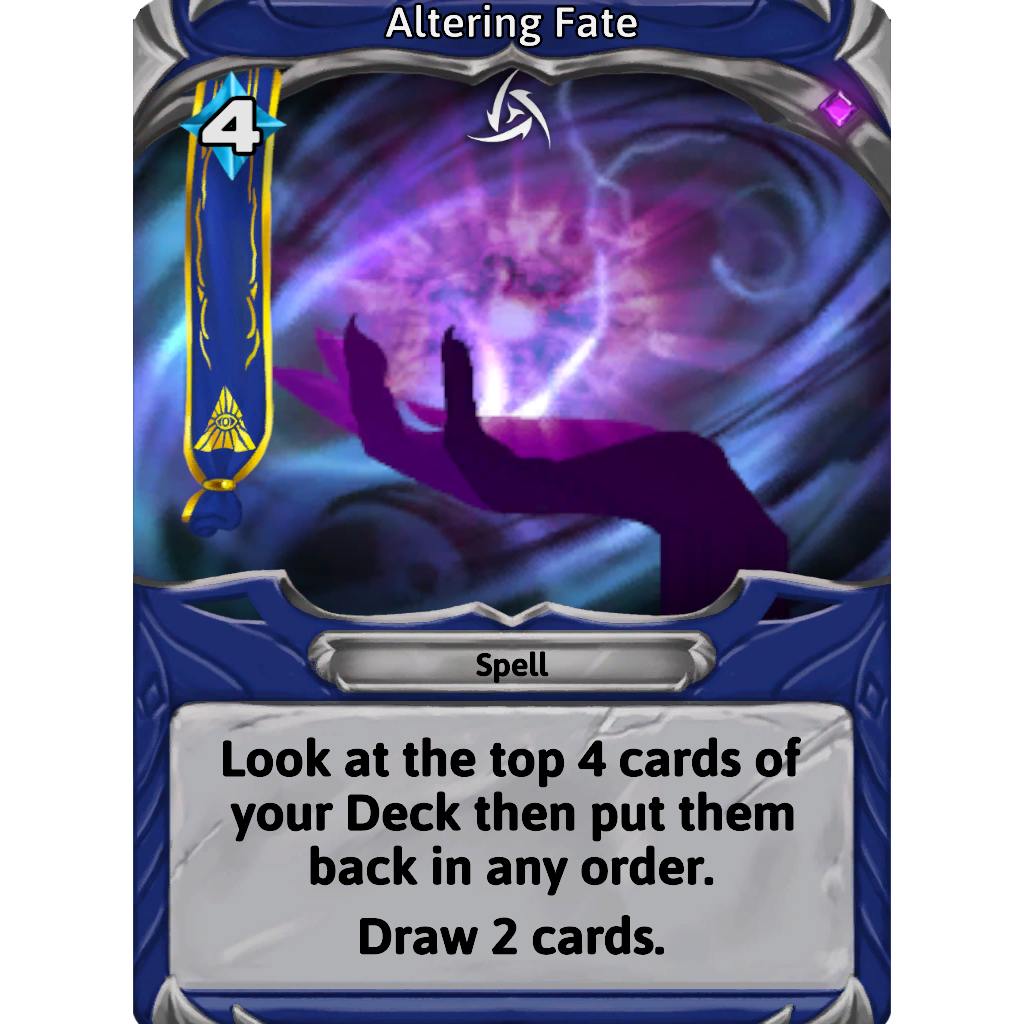 Altering Fate
4
Spell
Look at the top 4 cards of
your Deck then put them
back in any order.
Draw 2 cards.